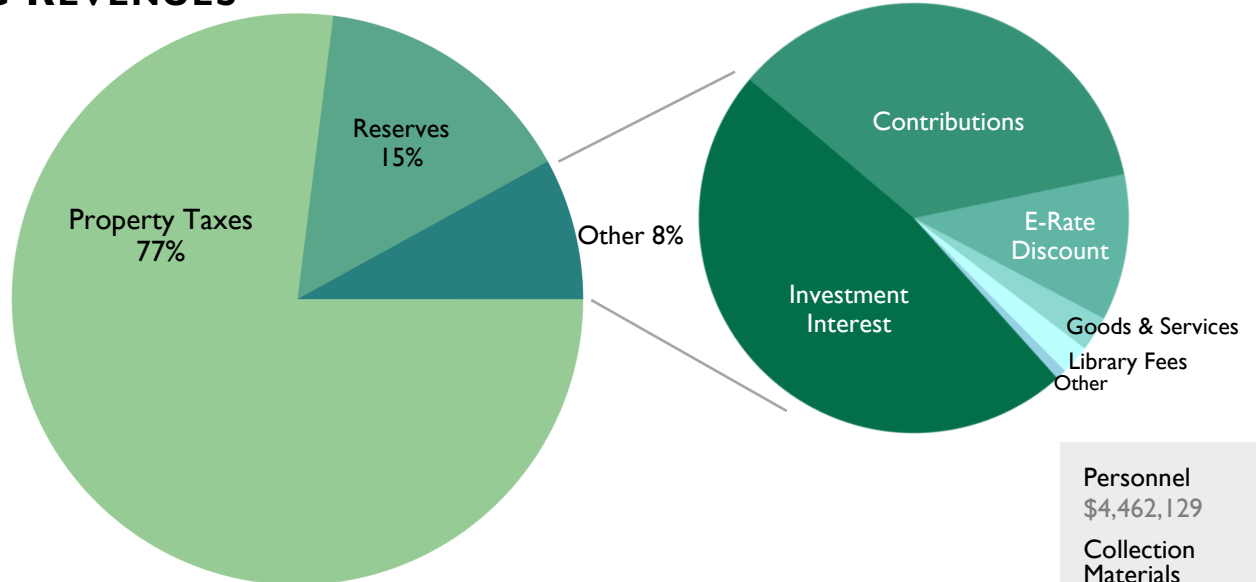 REVENUES
Reserves
15%
Property Taxes
77%
Other 8%
Contributions
E-Rate
Discount
Investment
Interest
Goods & Services
Library Fees
Other
Personnel
$4,462,129
Collection
Materials